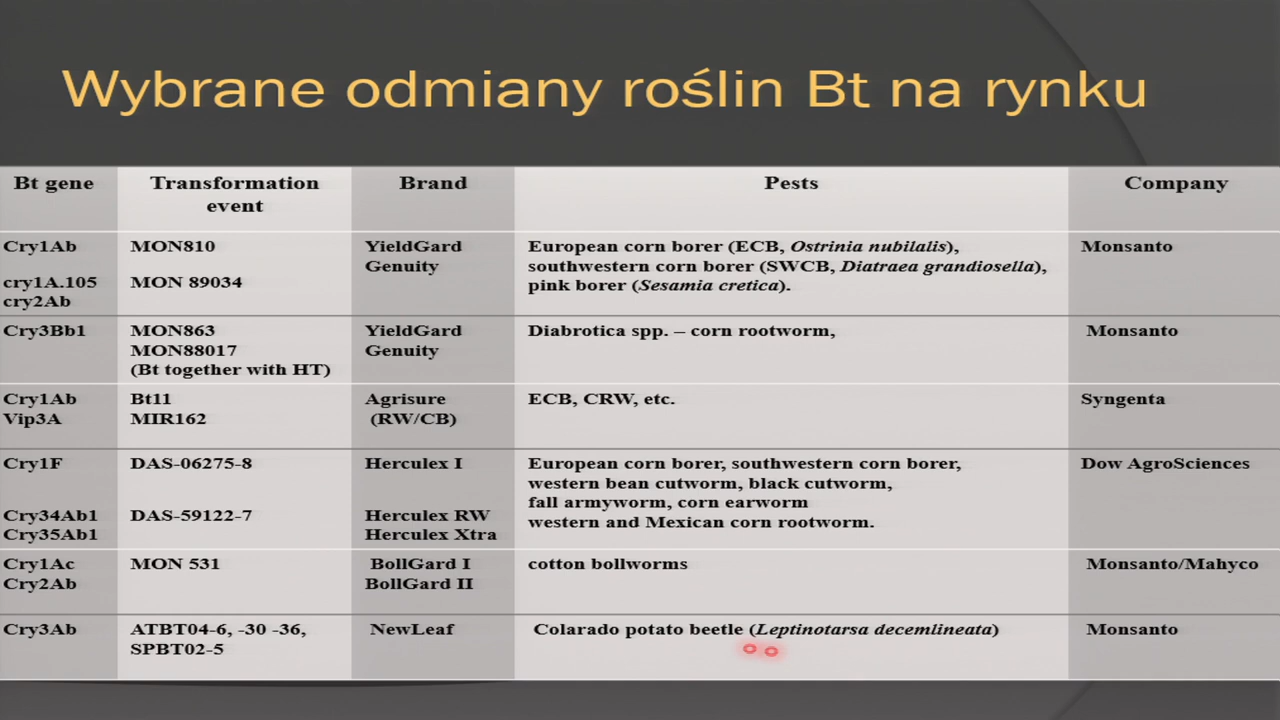 Wybrane odmiany roślin Bt na rynku
Bt gene
Transformation
event
Brand
Pests
Company
Cry1Ab
cry1A.105
cry2Ab
MON810
MON 89034
YieldGard
Genuity
European corn borer (ECB, Ostrinia nubilalis),
southwestern corn borer (SWCB, Diatraea grandiosella),
pink borer (Sesamia cretica).
Monsanto
Cry3Bb1
MON863
MON88017
(Bt together with HT)
YieldGard
Genuity
Diabrotica spp. – corn rootworm,
Monsanto
Cry1Ab
Vip3A
Bt11
MIR162
Agrisure
(RW/CB)
ECB, CRW, etc.
Syngenta
Cry1F
Cry34Ab1
Cry35Ab1
DAS-06275-8
DAS-59122-7
Herculex I
Herculex RW
Herculex Xtra
European corn borer, southwestern corn borer,
western bean cutworm, black cutworm,
fall armyworm, corn earworm
western and Mexican corn rootworm.
Dow AgroSciences
Cry1Ac
Cry2Ab
MON 531
BollGard I
BollGard II
cotton bollworms
Monsanto/Mahyco
Cry3Ab
ATBT04-6, -30 -36,
SPBT02-5
NewLeaf
Colarado potato beetle (Leptinotarsa decemlineata)
Monsanto